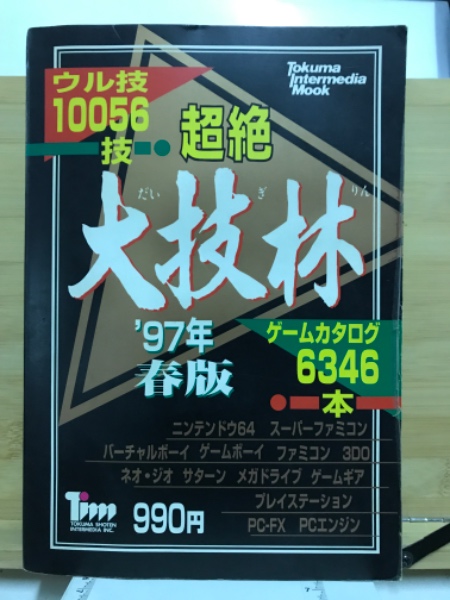 ウル技
10056
技
Tokuma
Intermedia
Mook
超絶
だい ぎ りん
大技林
'97年
春版
ゲームカタログ
6346
本
ニンテンドウ64 スーパーファミコン
バーチャルボーイ ゲームボーイ ファミコン 3DO
ネオ・ジオ サターン メガドライブ ゲームギア
プレイステーション
PC-FX PCエンジン
Tim
TOKUMA SHOTEN
INTERMEDIA INC.
990円